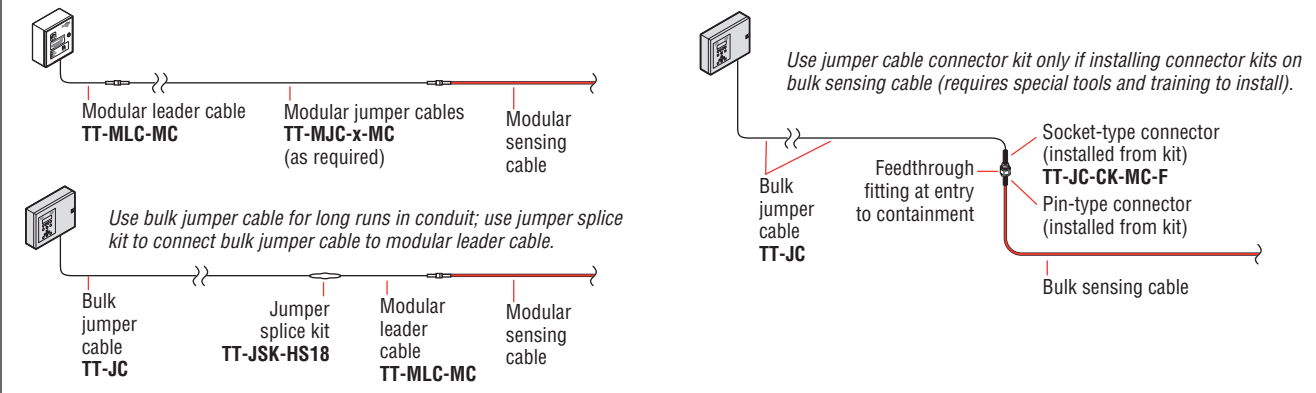 Modular leader cable
TT-MLC-MC
Modular jumper cables
TT-MJC-x-MC
(as required)
Modular
sensing
cable
Use bulk jumper cable for long runs in conduit; use jumper splice
kit to connect bulk jumper cable to modular leader cable.
Bulk
jumper
cable
TT-JC
Jumper
splice kit
TT-JSK-HS18
Modular
leader
cable
TT-MLC-MC
Modular
sensing
cable
Use jumper cable connector kit only if installing connector kits on
bulk sensing cable (requires special tools and training to install).
Bulk
jumper
cable
TT-JC
Feedthrough
fitting at entry
to containment
Socket-type connector
(installed from kit)
TT-JC-CK-MC-F
Pin-type connector
(installed from kit)
Bulk sensing cable